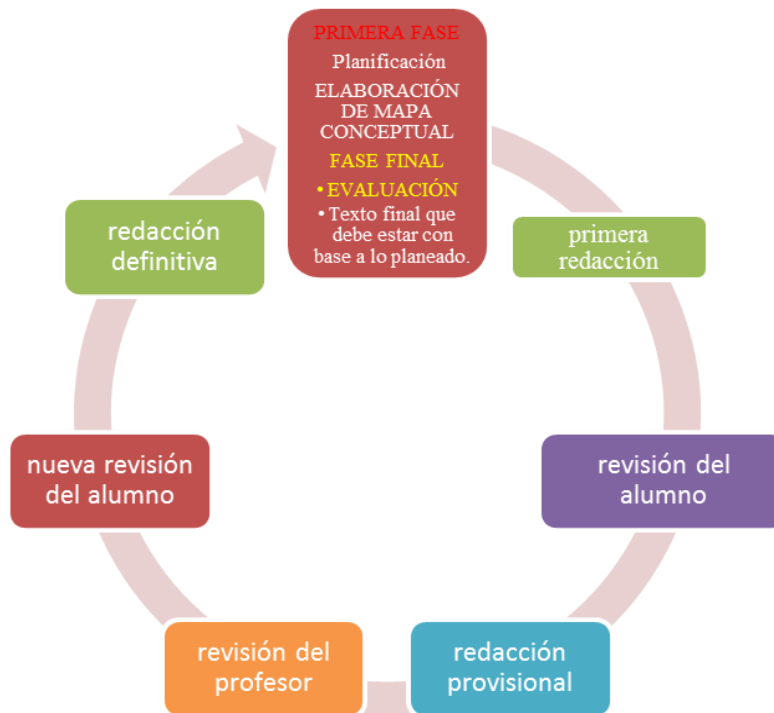 PRIMERA FASE
Planificación
ELABORACIÓN
DE MAPA
CONCEPTUAL
FASE FINAL
• EVALUACIÓN
• Texto final que
debe estar con
base a lo planeado.
primera
redacción
revisión del
alumno
redacción
provisional
revisión del
profesor
nueva revisión
del alumno
redacción
definitiva